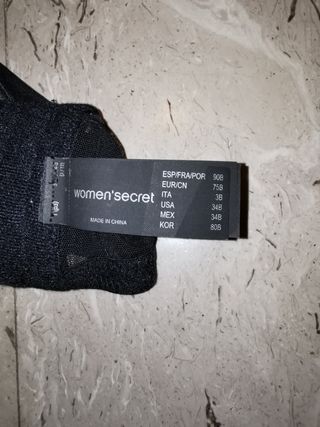 women'secret
MADE IN CHINA
ESP/FRA/POR 90B
EUR/CN 75B
ITA 3B
USA 34B
MEX 34B
KOR 80B